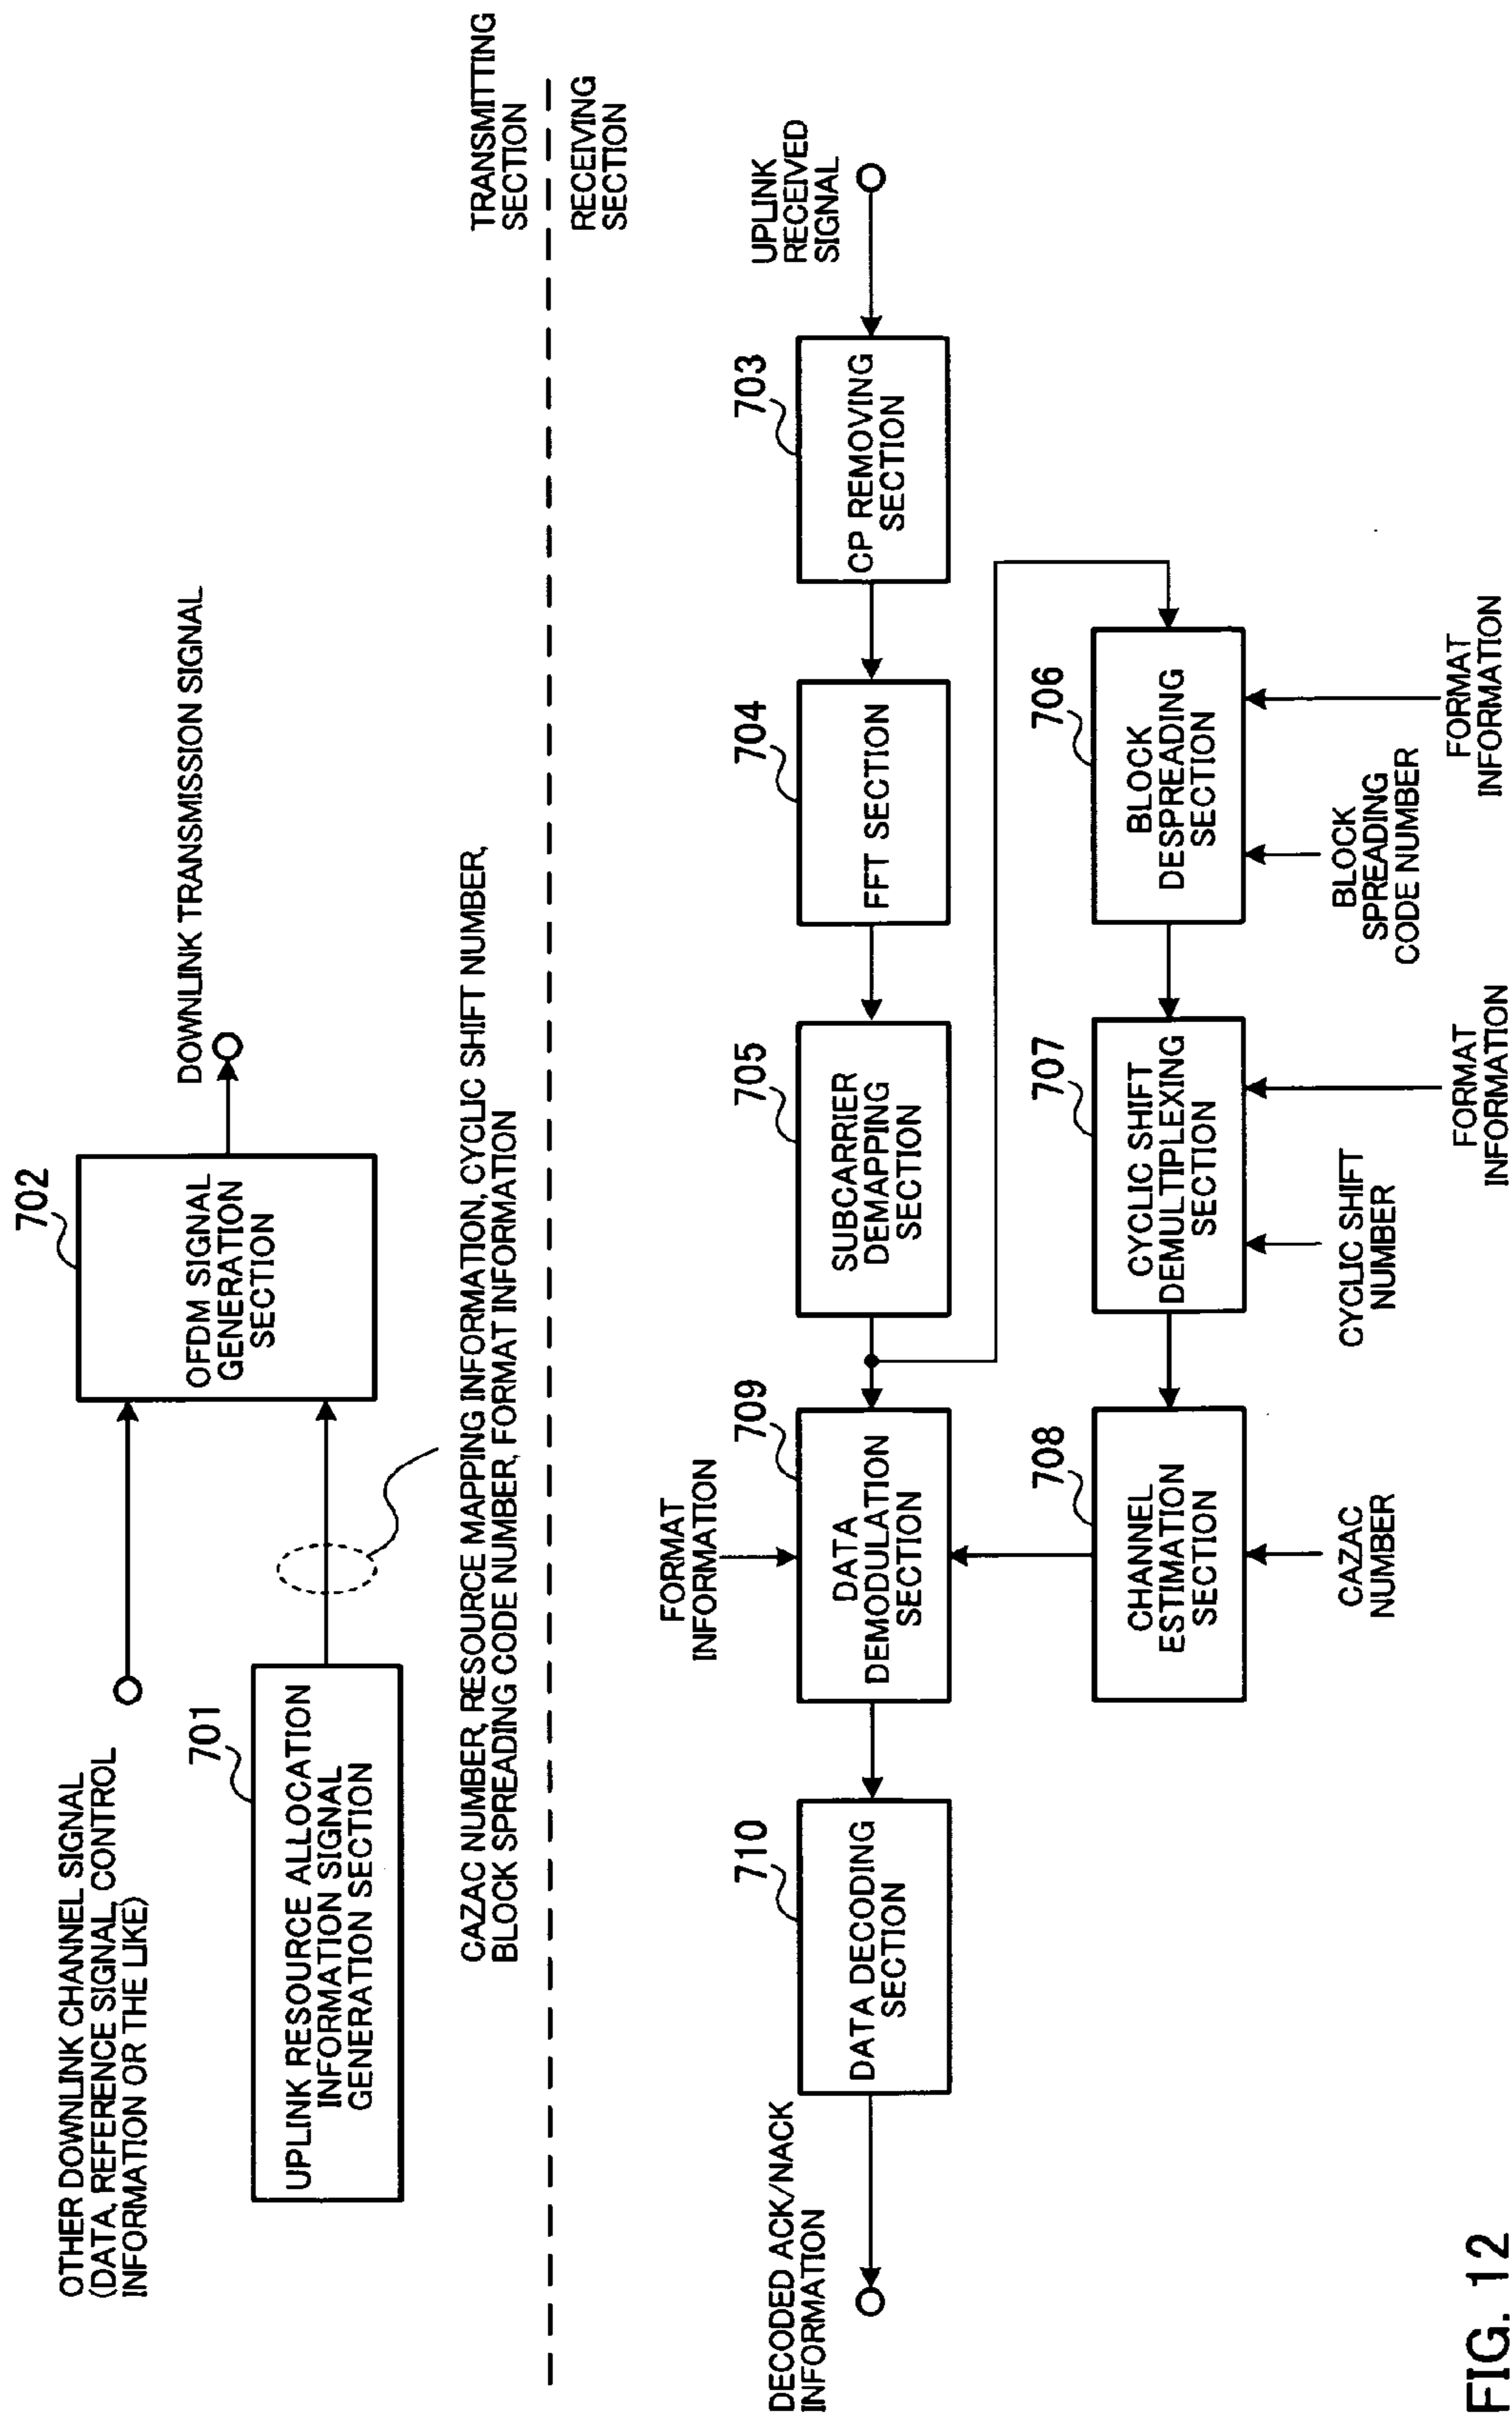 OTHER DOWNLINK CHANNEL SIGNAL
(DATA, REFERENCE SIGNAL, CONTROL
INFORMATION OR THE LIKE)
701
UPLINK RESOURCE ALLOCATION
INFORMATION SIGNAL
GENERATION SECTION
702
OFDM SIGNAL
GENERATION
SECTION
DOWNLINK TRANSMISSION SIGNAL
CAZAC NUMBER, RESOURCE MAPPING INFORMATION, CYCLIC SHIFT NUMBER,
BLOCK SPREADING CODE NUMBER, FORMAT INFORMATION
TRANSMITTING
SECTION
RECEIVING
SECTION
DECODED ACK/NACK
INFORMATION
710
DATA DECODING
SECTION
FORMAT
INFORMATION
709
DATA
DEMODULATION
SECTION
705
SUBCARRIER
DEMAPPING
SECTION
704
FFT SECTION
703
CP REMOVING
SECTION
UPLINK
RECEIVED
SIGNAL
708
CHANNEL
ESTIMATION
SECTION
707
CYCLIC SHIFT
DEMULTIPLEXING
SECTION
706
BLOCK
DESPREADING
SECTION
CAZAC
NUMBER
CYCLIC SHIFT
NUMBER
FORMAT
INFORMATION
BLOCK
SPREADING
CODE NUMBER
FORMAT
INFORMATION
FIG. 12